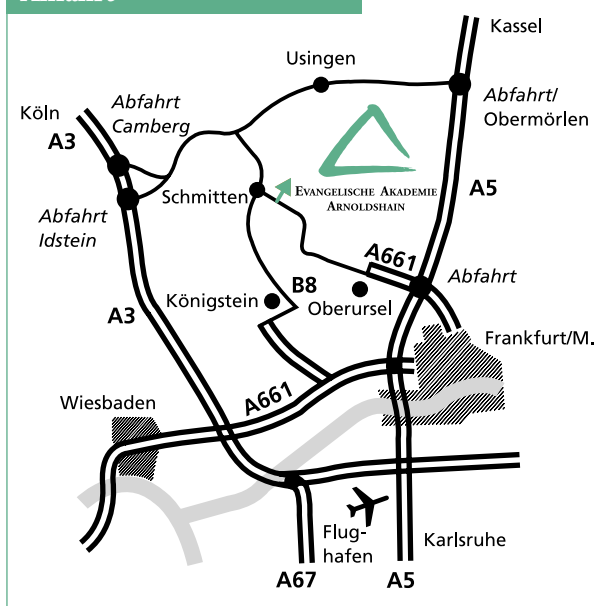 Kassel
Usingen
Abfahrt
Camberg
Köln
A3
Abfahrt/
Obermörlen
Schmitten
EVANGELISCHE AKADEMIE
ARNOLDSHAIN
A5
Abfahrt
Idstein
A661
Abfahrt
B8
Königstein
Oberursel
A3
Frankfurt/M.
A661
Wiesbaden
Flug-
hafen
Karlsruhe
A67
A5